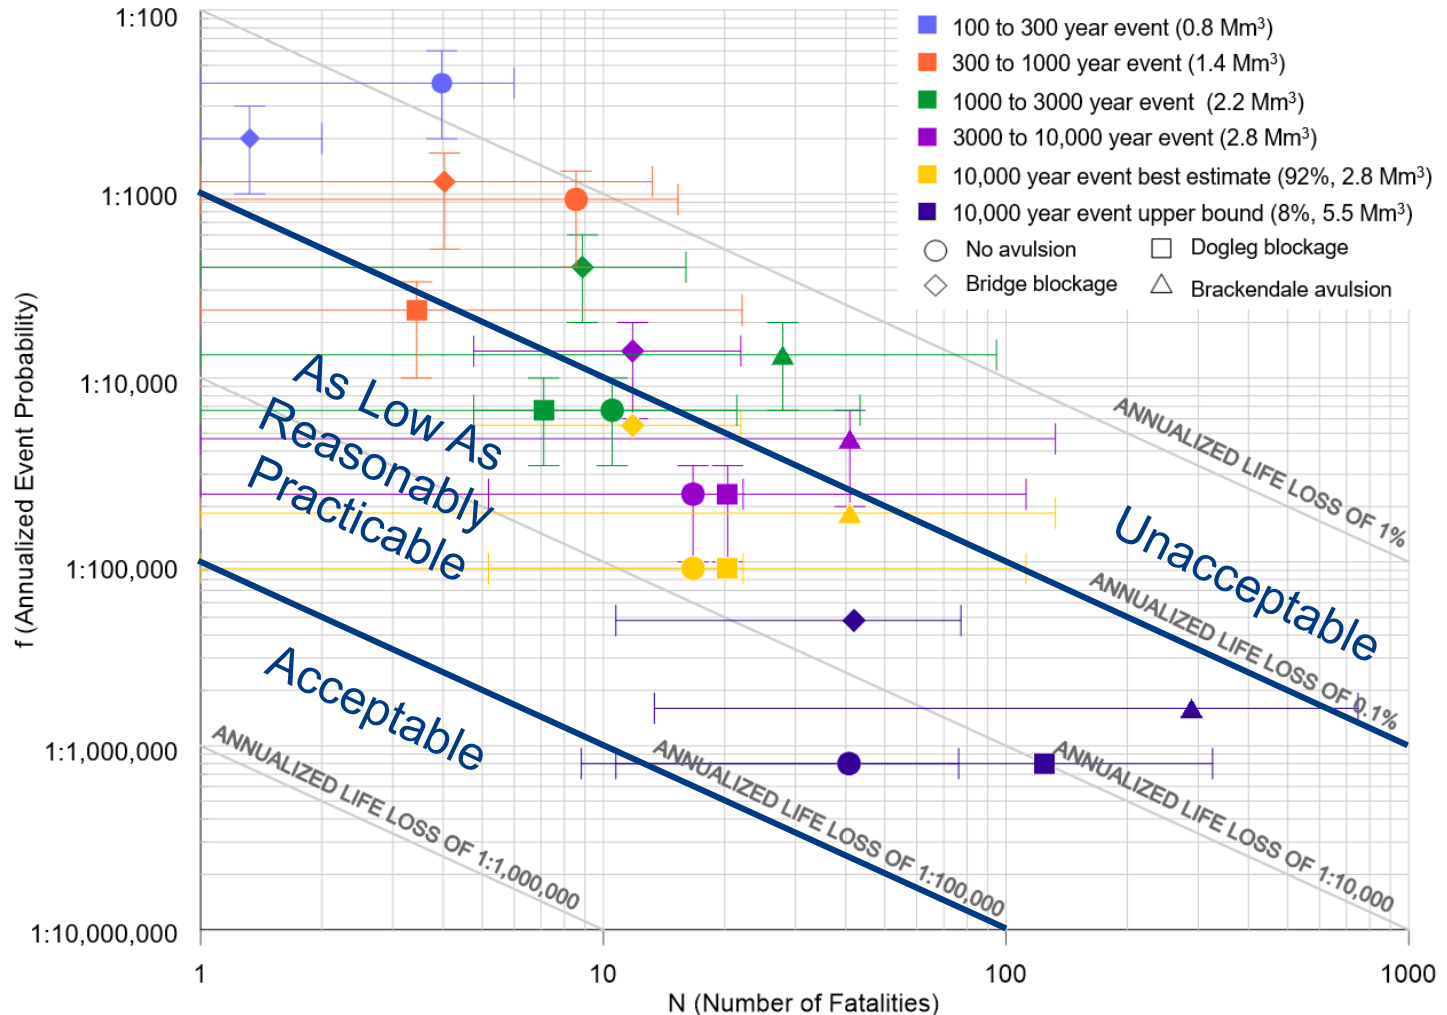 1:100
1:1000
1:10,000
1:100,000
1:1,000,000
1:10,000,000
f (Annualized Event Probability)
100 to 300 year event (0.8 Mm³)
300 to 1000 year event (1.4 Mm³)
1000 to 3000 year event (2.2 Mm³)
3000 to 10,000 year event (2.8 Mm³)
10,000 year event best estimate (92%, 2.8 Mm³)
10,000 year event upper bound (8%, 5.5 Mm³)
No avulsion
Dogleg blockage
Bridge blockage
Brackendale avulsion
As Low As
Reasonably
Practicable
Unacceptable
Acceptable
ANNUALIZED LIFE LOSS OF 1%
ANNUALIZED LIFE LOSS OF 0.1%
ANNUALIZED LIFE LOSS OF 1:10,000
ANNUALIZED LIFE LOSS OF 1:100,000
ANNUALIZED LIFE LOSS OF 1:1,000,000
1
10
100
1000
N (Number of Fatalities)